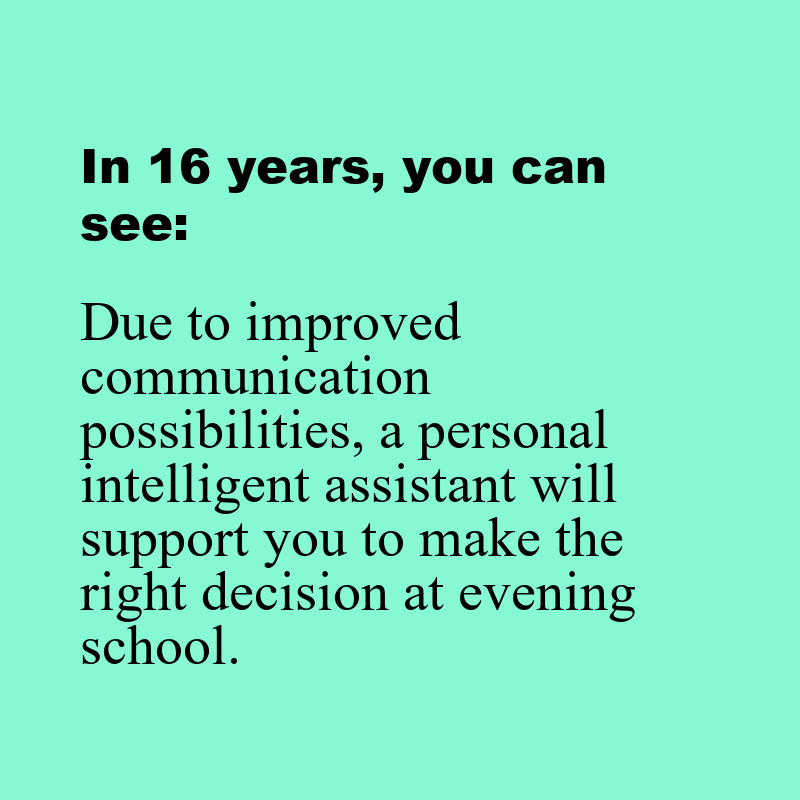 In 16 years, you can
see:
Due to improved
communication
possibilities, a personal
intelligent assistant will
support you to make the
right decision at evening
school.